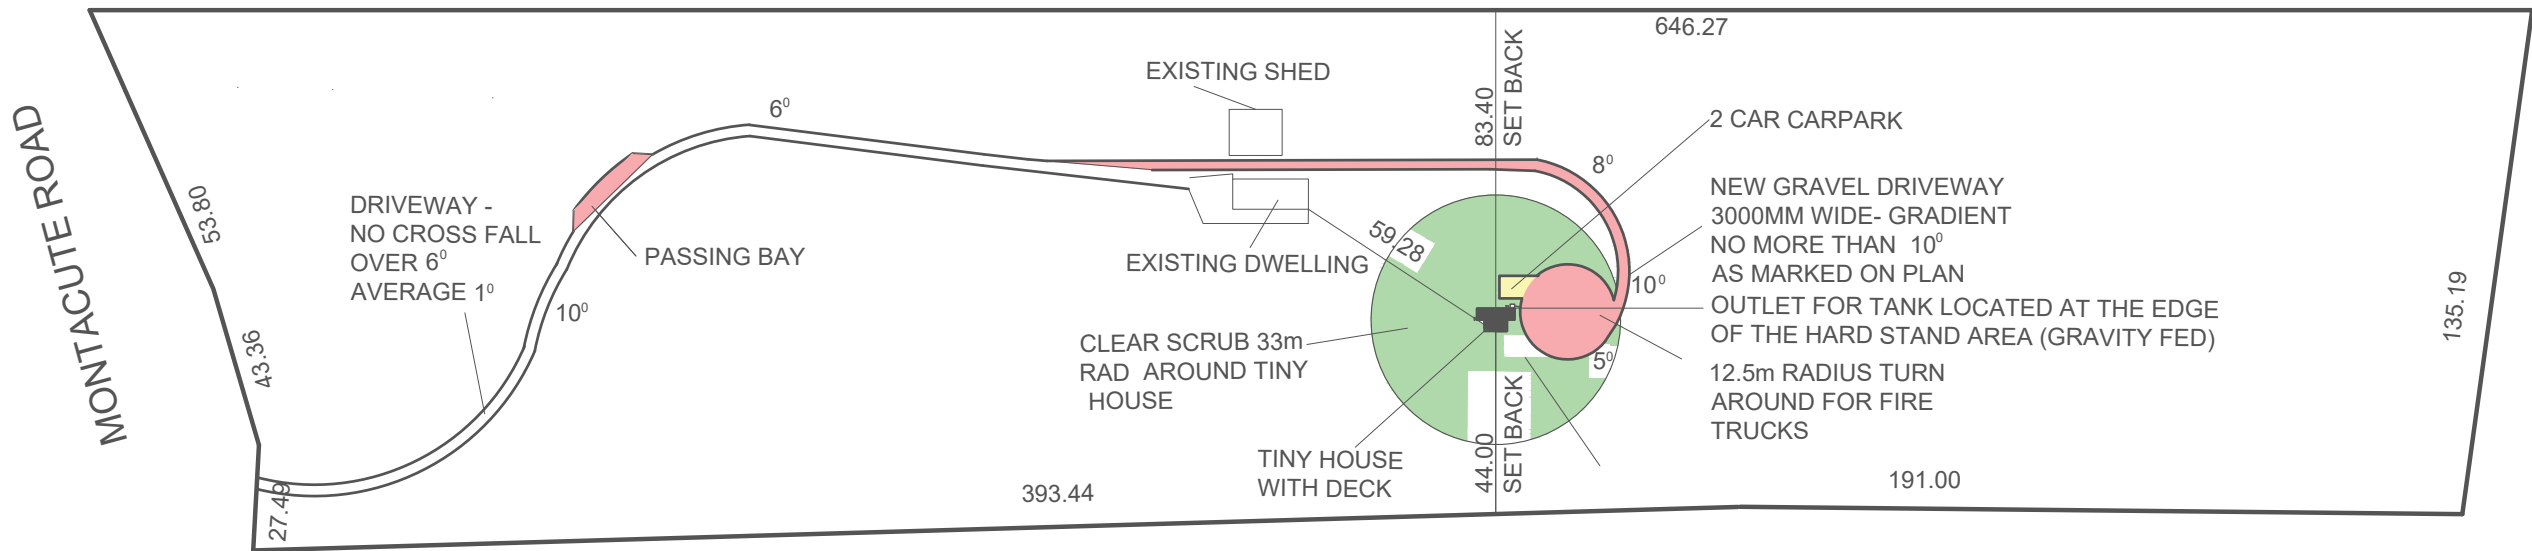 646.27
EXISTING SHED
83.40
SET BACK
6⁰
2 CAR CARPARK
MONTACUTE ROAD
53.80
8⁰
DRIVEWAY -
NO CROSS FALL
OVER 6⁰
AVERAGE 1⁰
NEW GRAVEL DRIVEWAY
3000MM WIDE- GRADIENT
NO MORE THAN 10⁰
AS MARKED ON PLAN
PASSING BAY
59.28
EXISTING DWELLING
10⁰
10⁰
OUTLET FOR TANK LOCATED AT THE EDGE
OF THE HARD STAND AREA (GRAVITY FED)
135.19
43.36
CLEAR SCRUB 33m
RAD AROUND TINY
HOUSE
5⁰
12.5m RADIUS TURN
AROUND FOR FIRE
TRUCKS
44.00
SET BACK
TINY HOUSE
WITH DECK
27.49
393.44
191.00